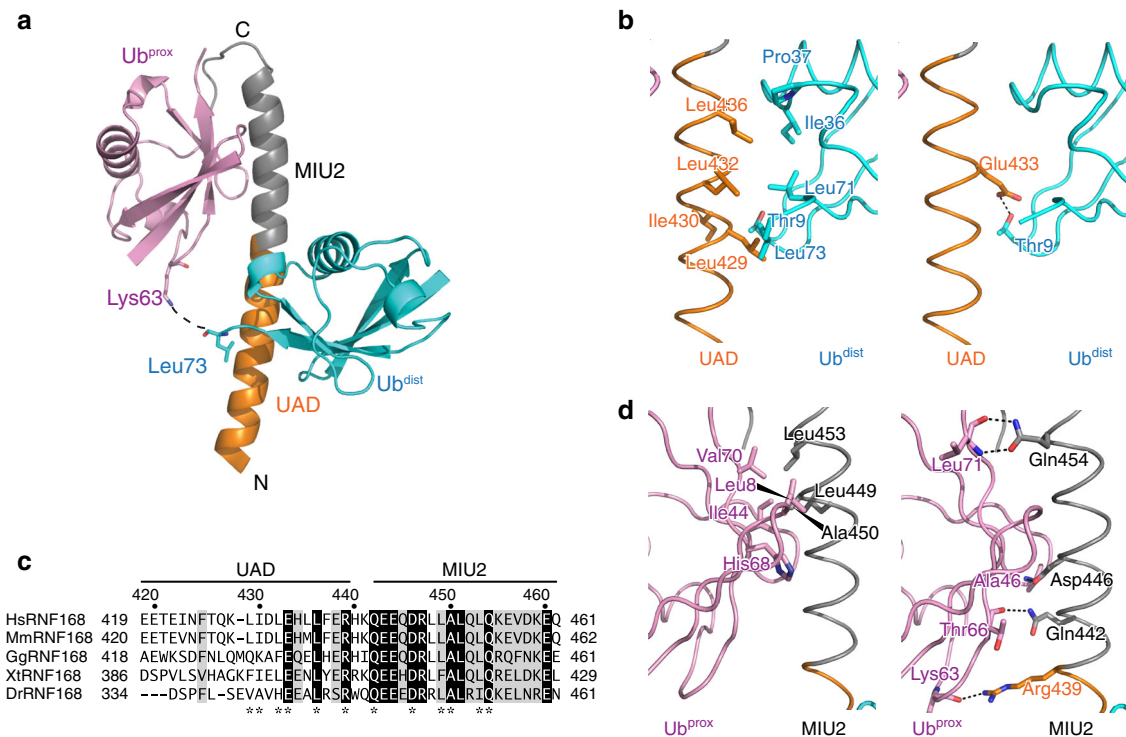 a
C
Ub^prox
MIU2
Lys63
Leu73
Ub^dist
UAD
N
b
Pro37
Leu436
Ile36
Leu432
Leu71
Ile430
Thr9
Leu429
Leu73
UAD Ub^dist
Glu433
Thr9
UAD Ub^dist
c
UAD MIU2
420 430 440 450 460
HsRNF168 419 EETEINFTQK-LIDLEHLLFERHKQEEQDRLLALQLQKEVDKEQ 461
MmRNF168 420 EETEVNFTQK-LIDLEHMLFERHKQEEQDRLLALQLQKEVDKEQ 462
GgRNF168 418 AEWKSDFNLQMQKAFEQELHERHIQEEQDRLLALQLQRQFNKEE 461
XtRNF168 386 DSPVLSVHAGKFIELEENLYERRKQEEQDRLFALQLQRELDKEL 429
DrRNF168 334 ---DSPFL-SEVAVHEEALRSRWQQEEHDRLLALRIQKELNREN 461
** ** * * * * ** **
d
Leu453
Val70
Leu8
Leu449
Ile44
Ala450
His68
Ub^prox MIU2
Leu71
Gln454
Ala46
Asp446
Thr66
Gln442
Lys63
Arg439
Ub^prox MIU2